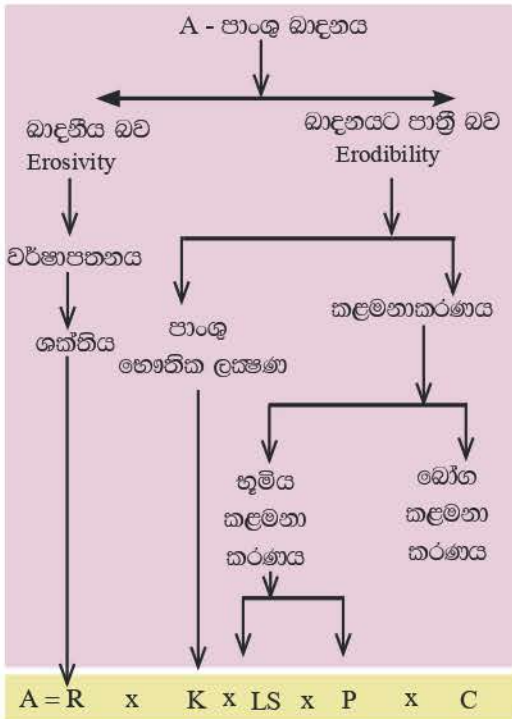 A - පාංශු ඛාදනය
ඛාදනීය බව
Erosivity
ඛාදනයට පාත්‍රී බව
Erodibility
වර්ෂාපතනය
ශක්තිය
පාංශු
භෞතික ලක්‍ෂණ
කළමනාකරණය
භූමිය
කළමනා
කරණය
බෝග
කළමනා
කරණය
A = R x K x LS x P x C